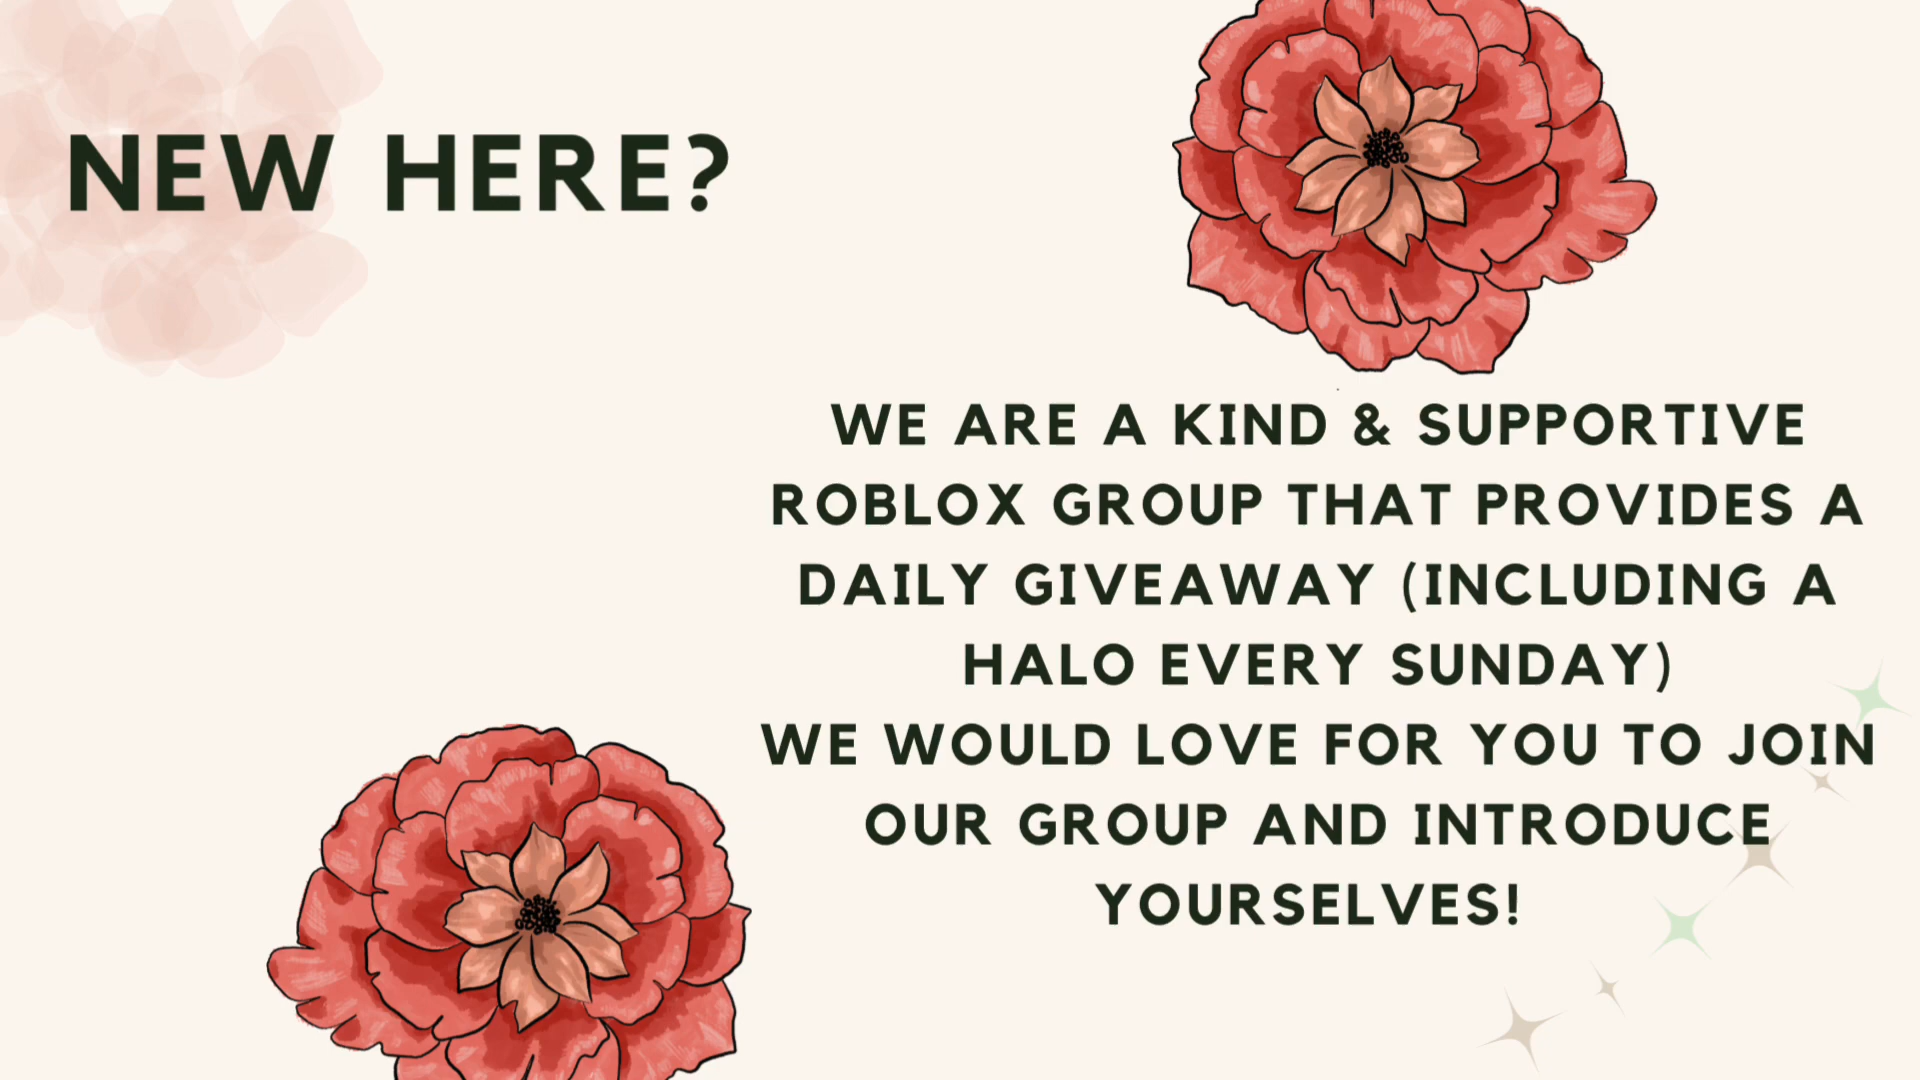 NEW HERE?
WE ARE A KIND & SUPPORTIVE
ROBLOX GROUP THAT PROVIDES A
DAILY GIVEAWAY (INCLUDING A
HALO EVERY SUNDAY)
WE WOULD LOVE FOR YOU TO JOIN
OUR GROUP AND INTRODUCE
YOURSELVES!